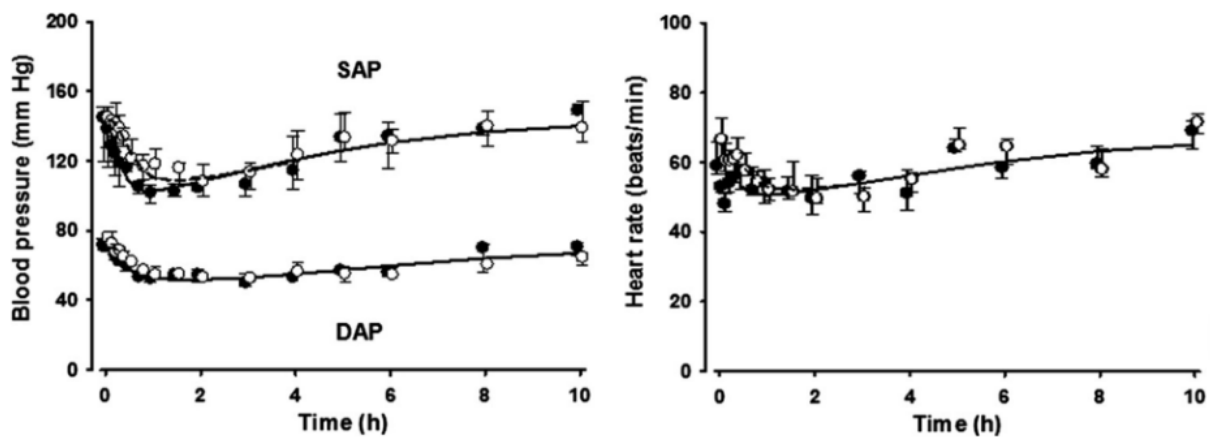 Blood pressure (mm Hg)
200
160
120
80
40
0
SAP
DAP
0 2 4 6 8 10
Time (h)
Heart rate (beats/min)
100
80
60
40
20
0
0 2 4 6 8 10
Time (h)